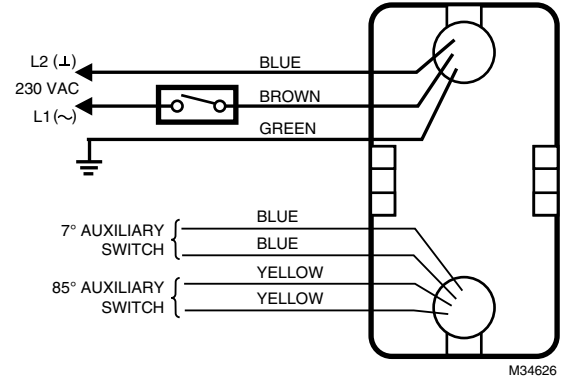 L2 (⊥)
BLUE
230 VAC
BROWN
L1 (~)
GREEN
BLUE
7° AUXILIARY
SWITCH
BLUE
YELLOW
85° AUXILIARY
SWITCH
YELLOW
M34626